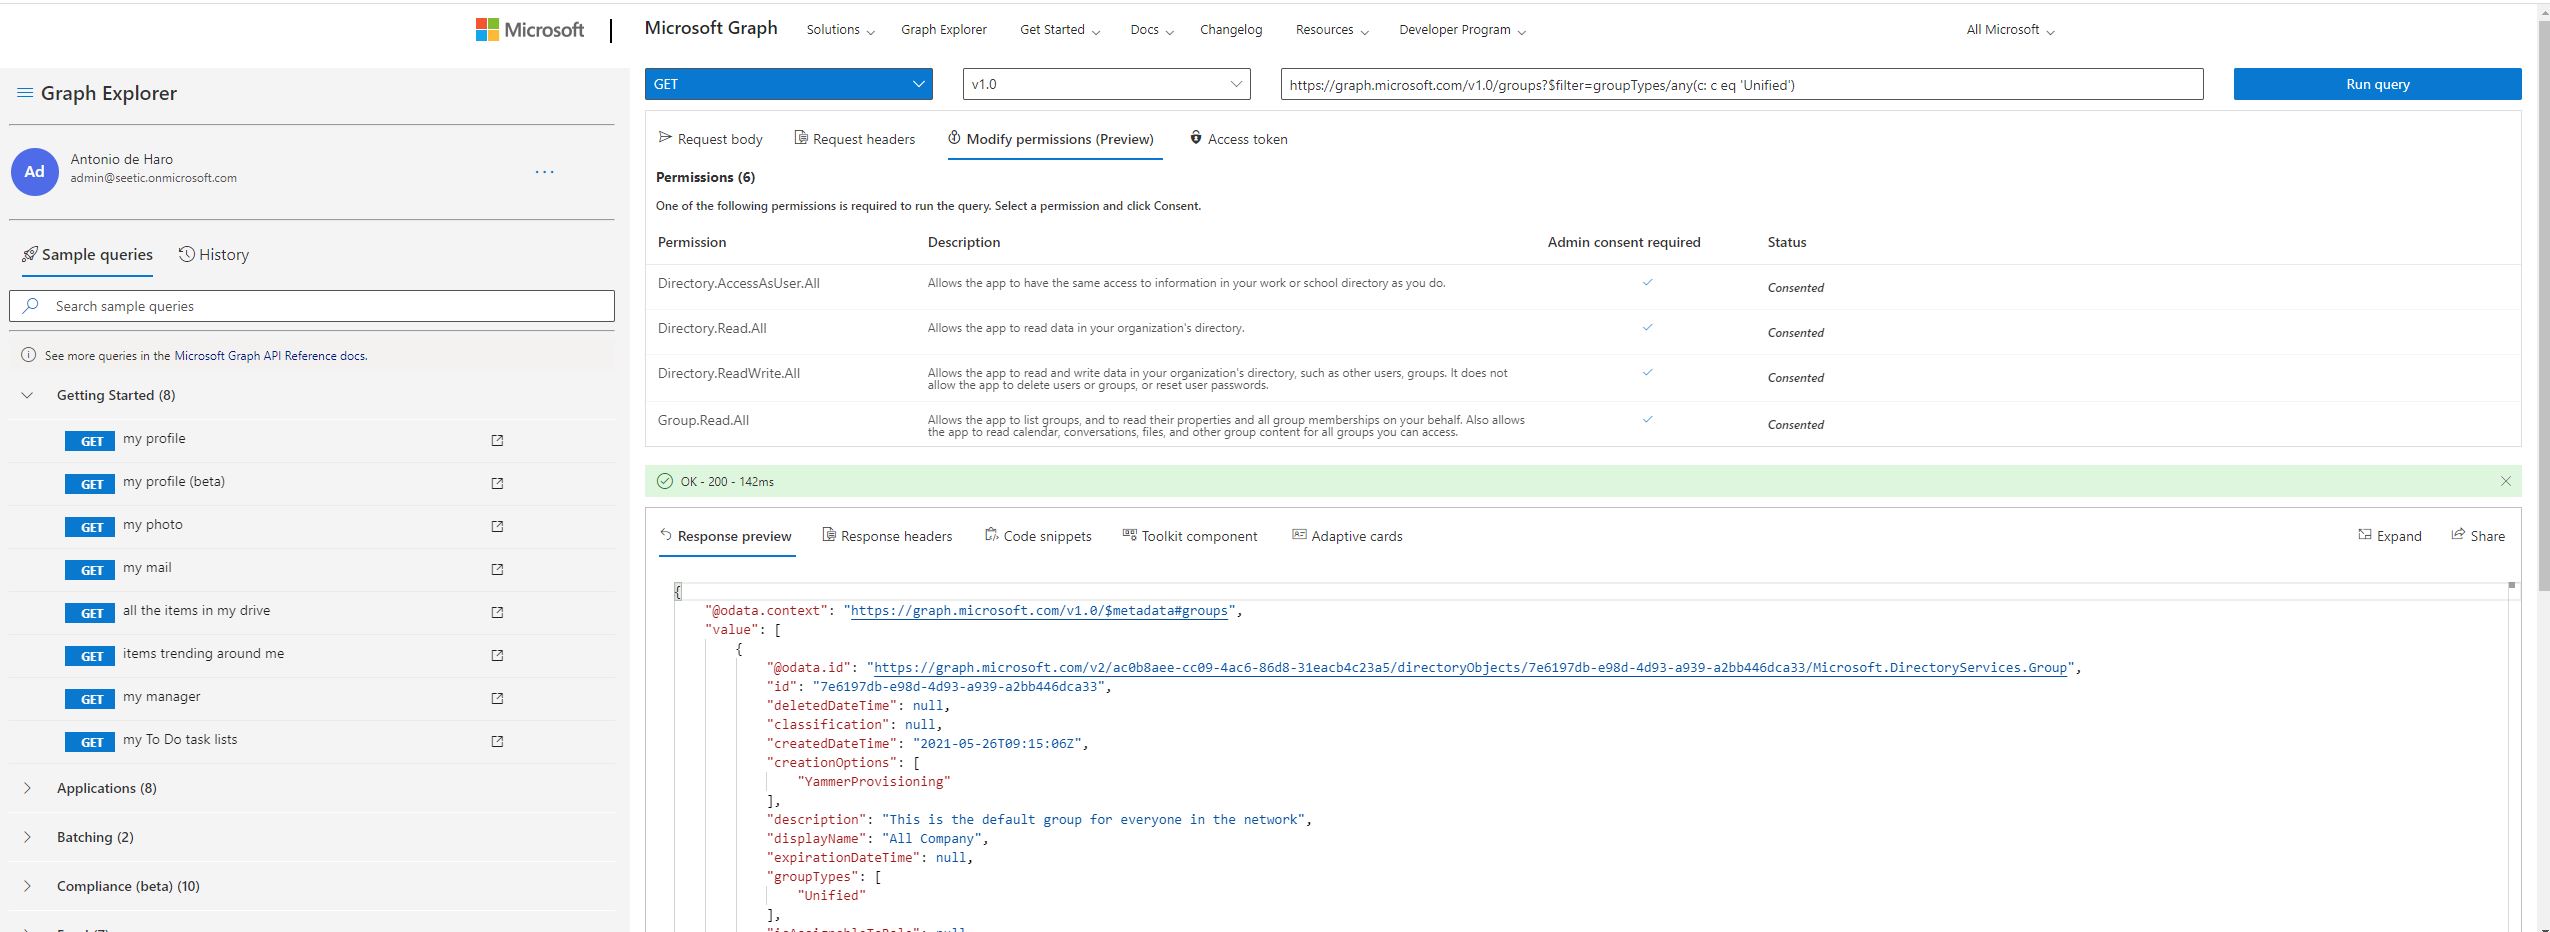 Microsoft | Microsoft Graph Solutions Graph Explorer Get Started Docs Changelog Resources Developer Program All Microsoft
Graph Explorer
Ad
Antonio de Haro
admin@seetic.onmicrosoft.com
...
Sample queries History
Search sample queries
See more queries in the Microsoft Graph API Reference docs.
Getting Started (8)
GET my profile
GET my profile (beta)
GET my photo
GET my mail
GET all the items in my drive
GET items trending around me
GET my manager
GET my To Do task lists
Applications (8)
Batching (2)
Compliance (beta) (10)
GET v1.0 https://graph.microsoft.com/v1.0/groups?$filter=groupTypes/any(c: c eq 'Unified') Run query
Request body Request headers Modify permissions (Preview) Access token
Permissions (6)
One of the following permissions is required to run the query. Select a permission and click Consent.
Permission Description Admin consent required Status
Directory.AccessAsUser.All Allows the app to have the same access to information in your work or school directory as you do. Consented
Directory.Read.All Allows the app to read data in your organization's directory. Consented
Directory.ReadWrite.All Allows the app to read and write data in your organization's directory, such as other users, groups. It does not
allow the app to delete users or groups, or reset user passwords. Consented
Group.Read.All Allows the app to list groups, and to read their properties and all group memberships on your behalf. Also allows
the app to read calendar, conversations, files, and other group content for all groups you can access. Consented
OK - 200 - 142ms
Response preview Response headers Code snippets Toolkit component Adaptive cards Expand Share
{
"@odata.context": "https://graph.microsoft.com/v1.0/$metadata#groups",
"value": [
{
"@odata.id": "https://graph.microsoft.com/v2/ac0b8aee-cc09-4ac6-86d8-31eacb4c23a5/directoryObjects/7e6197db-e98d-4d93-a939-a2bb446dca33/Microsoft.DirectoryServices.Group",
"id": "7e6197db-e98d-4d93-a939-a2bb446dca33",
"deletedDateTime": null,
"classification": null,
"createdDateTime": "2021-05-26T09:15:06Z",
"creationOptions": [
"YammerProvisioning"
],
"description": "This is the default group for everyone in the network",
"displayName": "All Company",
"expirationDateTime": null,
"groupTypes": [
"Unified"
],